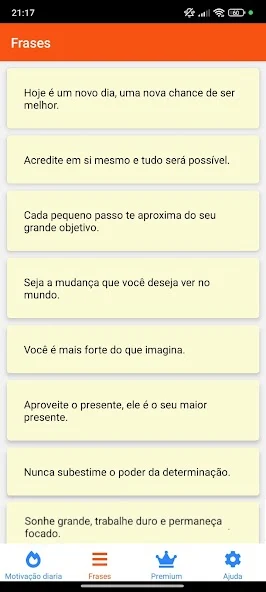 21:17
60
Frases
Hoje é um novo dia, uma nova chance de ser
melhor.
Acredite em si mesmo e tudo será possível.
Cada pequeno passo te aproxima do seu
grande objetivo.
Seja a mudança que você deseja ver no
mundo.
Você é mais forte do que imagina.
Aproveite o presente, ele é o seu maior
presente.
Nunca subestime o poder da determinação.
Sonhe grande, trabalhe duro e permaneça
focado.
Motivação diaria Frases Premium Ajuda